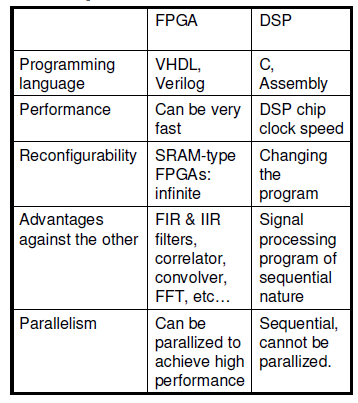 FPGA
DSP
Programming
language
VHDL,
Verilog
C,
Assembly
Performance
Can be very
fast
DSP chip
clock speed
Reconfigurability
SRAM-type
FPGAs:
infinite
Changing
the
program
Advantages
against the other
FIR & IIR
filters,
correlator,
convolver,
FFT, etc…
Signal
processing
program of
sequential
nature
Parallelism
Can be
parallized to
achieve high
performance
Sequential,
cannot be
parallized.